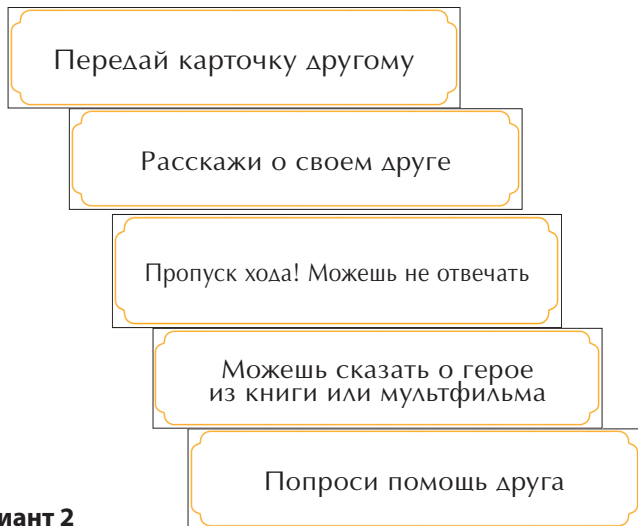 Передай карточку другому
Расскажи о своем друге
Пропуск хода! Можешь не отвечать
Можешь сказать о герое
из книги или мультфильма
Попроси помощь друга
иант 2